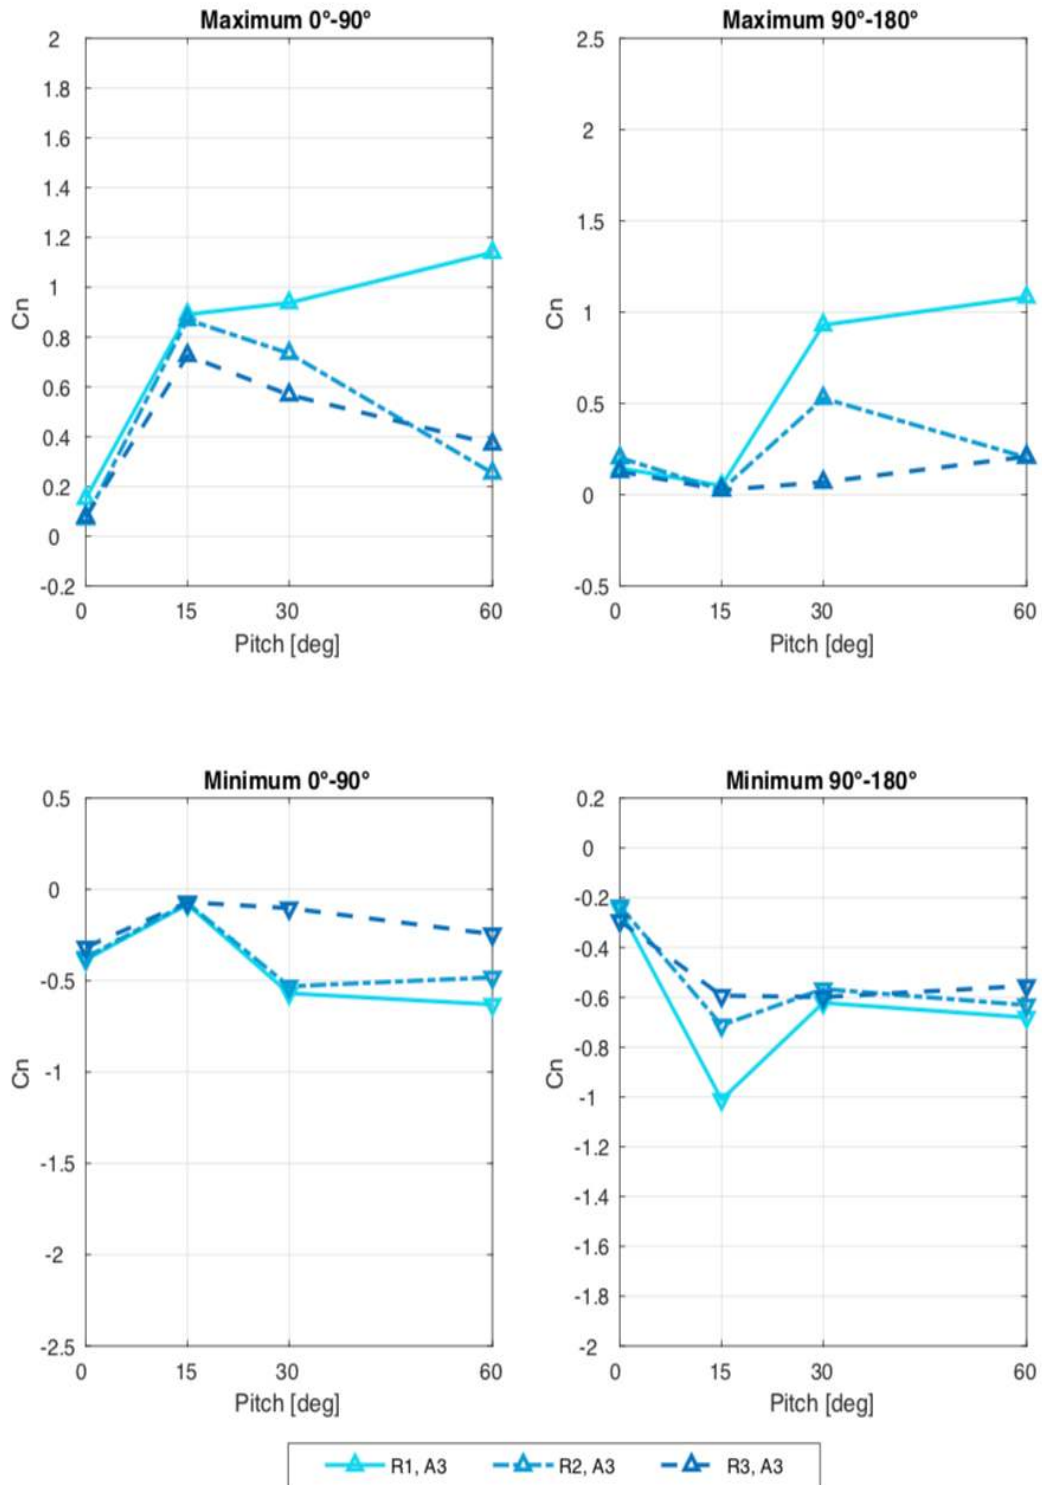 Maximum 0°-90°
2
1.8
1.6
1.4
1.2
1
0.8
0.6
0.4
0.2
0
-0.2
Cn
0 15 30 60
Pitch [deg]
Maximum 90°-180°
2.5
2
1.5
1
0.5
0
-0.5
Cn
0 15 30 60
Pitch [deg]
Minimum 0°-90°
0.5
0
-0.5
-1
-1.5
-2
-2.5
Cn
0 15 30 60
Pitch [deg]
Minimum 90°-180°
0.2
0
-0.2
-0.4
-0.6
-0.8
-1
-1.2
-1.4
-1.6
-1.8
-2
Cn
0 15 30 60
Pitch [deg]
R1, A3 R2, A3 R3, A3